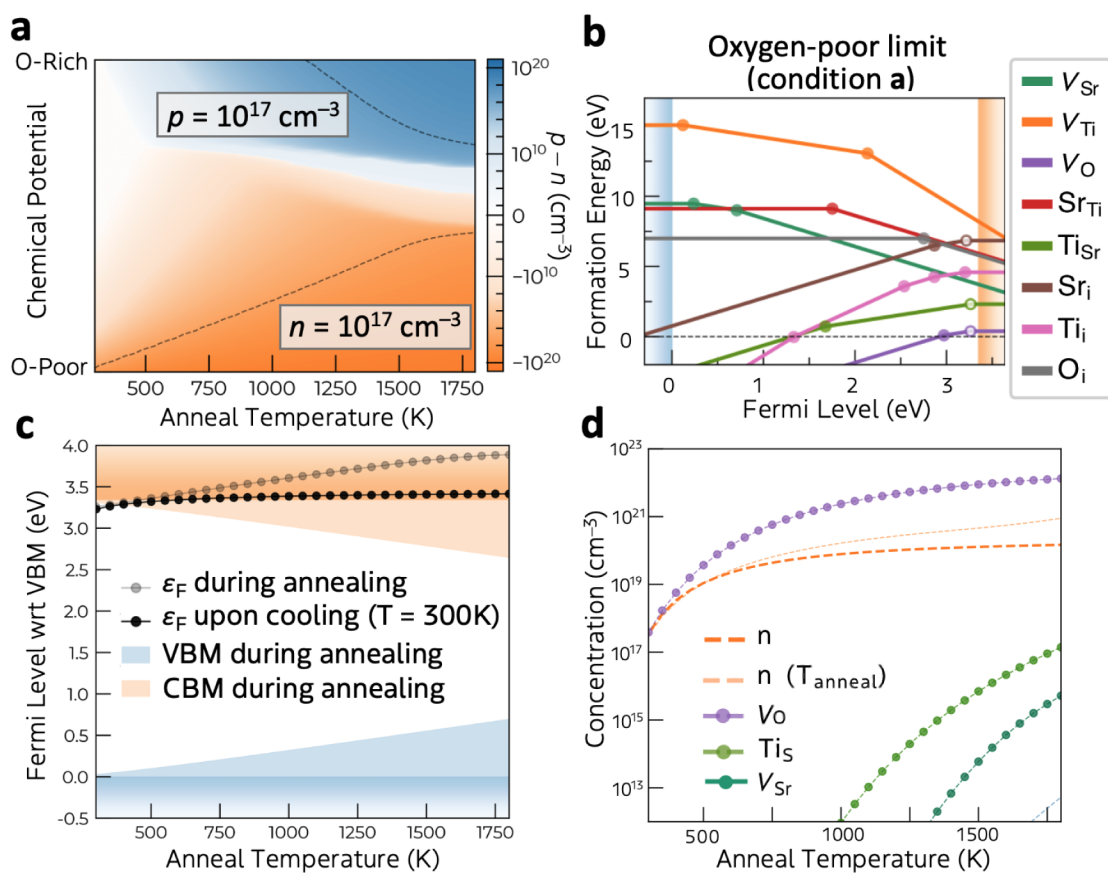 a
O-Rich
Chemical Potential
O-Poor
p = 10¹⁷ cm⁻³
n = 10¹⁷ cm⁻³
500 750 1000 1250 1500 1750
Anneal Temperature (K)
10²⁰
10¹⁰
0
−10¹⁰
−10²⁰
p − n (cm⁻³)
b
Oxygen-poor limit
(condition a)
Formation Energy (eV)
15
10
5
0
0 1 2 3
Fermi Level (eV)
V_Sr
V_Ti
V_O
Sr_Ti
Ti_Sr
Sr_i
Ti_i
O_i
c
Fermi Level wrt VBM (eV)
4.0
3.5
3.0
2.5
2.0
1.5
1.0
0.5
0.0
-0.5
ε_F during annealing
ε_F upon cooling (T = 300K)
VBM during annealing
CBM during annealing
500 750 1000 1250 1500 1750
Anneal Temperature (K)
d
Concentration (cm⁻³)
10²³
10²¹
10¹⁹
10¹⁷
10¹⁵
10¹³
n
n (T_anneal)
V_O
Ti_S
V_Sr
500 1000 1500
Anneal Temperature (K)